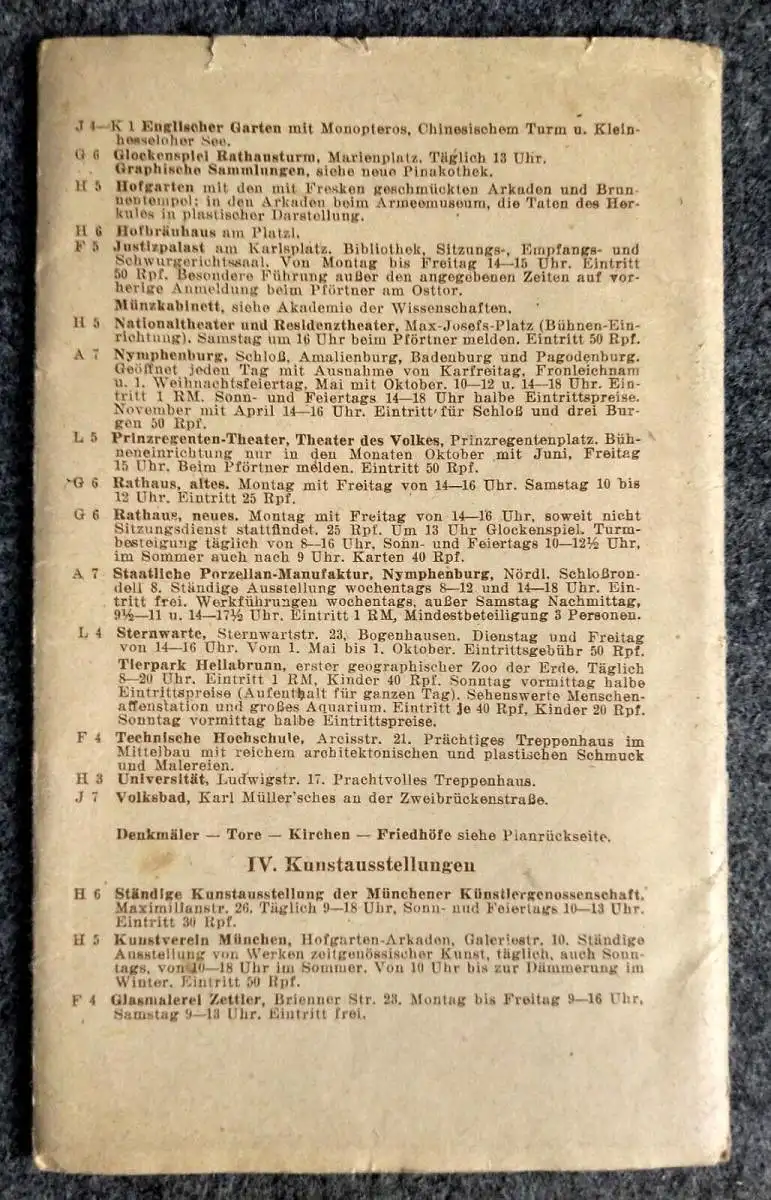 J 4—K 1 Englischer Garten mit Monopteros, Chinesischem Turm u. Klein-
hesseloher See.
G 6 Glockenspiel Rathausturm, Marienplatz. Täglich 13 Uhr.
Graphische Sammlungen, siehe neue Pinakothek.
H 5 Hofgarten mit den mit Fresken geschmückten Arkaden und Brun-
nentempel; in den Arkaden beim Armeemuseum, die Taten des Her-
kules in plastischer Darstellung.
H 6 Hofbräuhaus am Platzl.
F 5 Justizpalast am Karlsplatz. Bibliothek, Sitzungs-, Empfangs- und
Schwurgerichtssaal. Von Montag bis Freitag 14—15 Uhr. Eintritt
50 Rpf. Besondere Führung außer den angegebenen Zeiten auf vor-
herige Anmeldung beim Pförtner am Osttor.
Münzkabinett, siehe Akademie der Wissenschaften.
H 5 Nationaltheater und Residenztheater, Max-Josefs-Platz (Bühnen-Ein-
richtung). Samstag um 16 Uhr beim Pförtner melden. Eintritt 50 Rpf.
A 7 Nymphenburg, Schloß, Amalienburg, Badenburg und Pagodenburg.
Geöffnet jeden Tag mit Ausnahme von Karfreitag, Fronleichnam
u. 1. Weihnachtsfeiertag, Mai mit Oktober. 10—12 u. 14—18 Uhr. Ein-
tritt 1 RM. Sonn- und Feiertags 14—18 Uhr halbe Eintrittspreise.
November mit April 14—16 Uhr. Eintritt für Schloß und drei Bur-
gen 50 Rpf.
L 5 Prinzregenten-Theater, Theater des Volkes, Prinzregentenplatz. Büh-
neneinrichtung nur in den Monaten Oktober mit Juni, Freitag
15 Uhr. Beim Pförtner melden. Eintritt 50 Rpf.
G 6 Rathaus, altes. Montag mit Freitag von 14—16 Uhr. Samstag 10 bis
12 Uhr. Eintritt 25 Rpf.
G 6 Rathaus, neues. Montag mit Freitag von 14—16 Uhr, soweit nicht
Sitzungsdienst stattfindet. 25 Rpf. Um 13 Uhr Glockenspiel. Turm-
besteigung täglich von 8—16 Uhr, Sonn- und Feiertags 10—12½ Uhr,
im Sommer auch nach 9 Uhr. Karten 40 Rpf.
A 7 Staatliche Porzellan-Manufaktur, Nymphenburg, Nördl. Schloßron-
dell 8. Ständige Ausstellung wochentags 8—12 und 14—18 Uhr. Ein-
tritt frei. Werkführungen wochentags, außer Samstag Nachmittag,
9½—11 u. 14—17½ Uhr. Eintritt 1 RM, Mindestbeteiligung 3 Personen.
L 4 Sternwarte, Sternwartstr. 23, Bogenhausen. Dienstag und Freitag
von 14—16 Uhr. Vom 1. Mai bis 1. Oktober. Eintrittsgebühr 50 Rpf.
Tierpark Hellabrunn, erster geographischer Zoo der Erde. Täglich
8—20 Uhr. Eintritt 1 RM, Kinder 40 Rpf. Sonntag vormittag halbe
Eintrittspreise (Aufenthalt für ganzen Tag). Sehenswerte Menschen-
affenstation und großes Aquarium. Eintritt je 40 Rpf, Kinder 20 Rpf.
Sonntag vormittag halbe Eintrittspreise.
F 4 Technische Hochschule, Arcisstr. 21. Prächtiges Treppenhaus im
Mittelbau mit reichem architektonischen und plastischen Schmuck
und Malereien.
H 3 Universität, Ludwigstr. 17. Prachtvolles Treppenhaus.
J 7 Volksbad, Karl Müller'sches an der Zweibrückenstraße.
Denkmäler — Tore — Kirchen — Friedhöfe siehe Planrückseite.
IV. Kunstausstellungen
H 6 Ständige Kunstausstellung der Münchener Künstlergenossenschaft,
Maximilianstr. 26. Täglich 9—18 Uhr, Sonn- und Feiertags 10—13 Uhr.
Eintritt 30 Rpf.
H 5 Kunstverein München, Hofgarten-Arkaden, Galeriestr. 10. Ständige
Ausstellung von Werken zeitgenössischer Kunst, täglich, auch Sonn-
tags, von 10—18 Uhr im Sommer. Von 10 Uhr bis zur Dämmerung im
Winter. Eintritt 50 Rpf.
F 4 Glasmalerei Zettler, Brienner Str. 23. Montag bis Freitag 9—16 Uhr,
Samstag 9—13 Uhr. Eintritt frei.